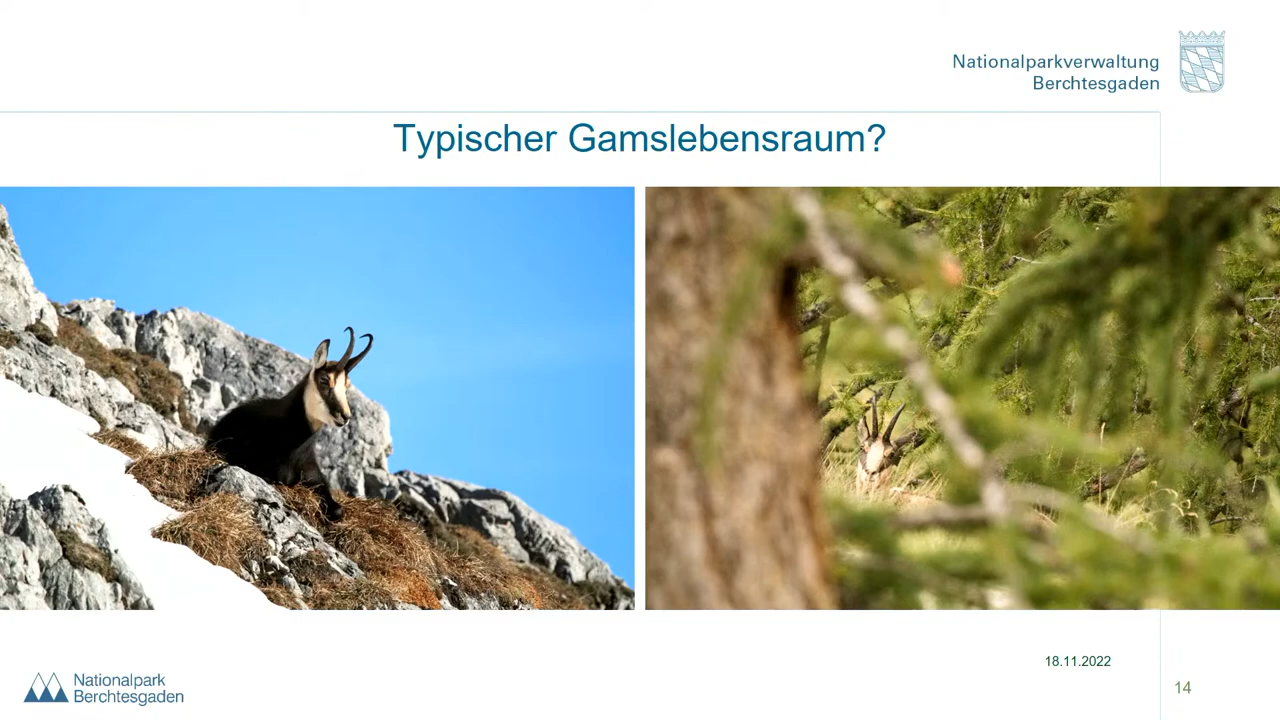 Nationalparkverwaltung
Berchtesgaden
Typischer Gamslebensraum?
18.11.2022
Nationalpark
Berchtesgaden
14